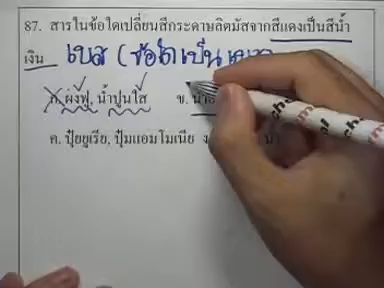 87. สารในข้อใดเปลี่ยนสีกระดาษลิตมัสจากสีแดงเป็นสีน้ำ
เงิน เบส (ข้อใดเป็นเบส
ก. ผงฟู, น้ำปูนใส ข.
ค. ปุ๋ยยูเรีย, ปุ๋ยแอมโมเนีย ง